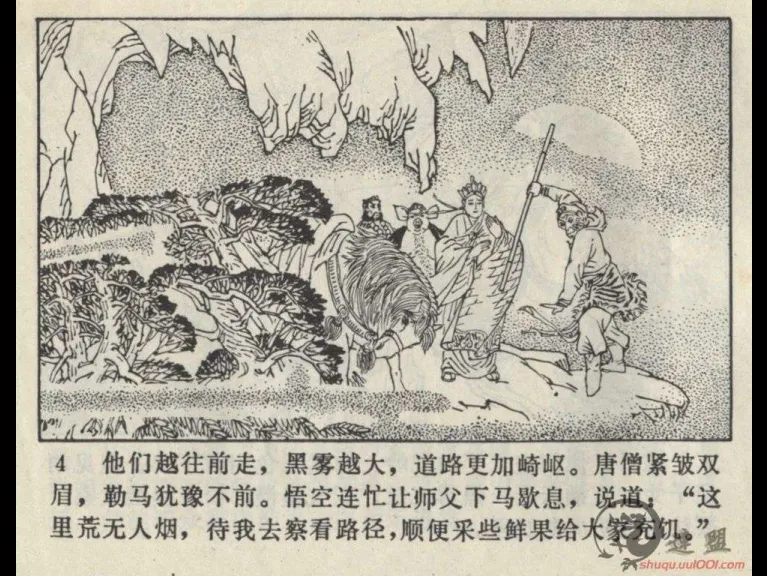 4 他们越往前走，黑雾越大，道路更加崎岖。唐僧紧皱双
眉，勒马犹豫不前。悟空连忙让师父下马歇息，说道：“这
里荒无人烟，待我去察看路径，顺便采些鲜果给大家充饥。”
连盟
shuqu.uu1001.com